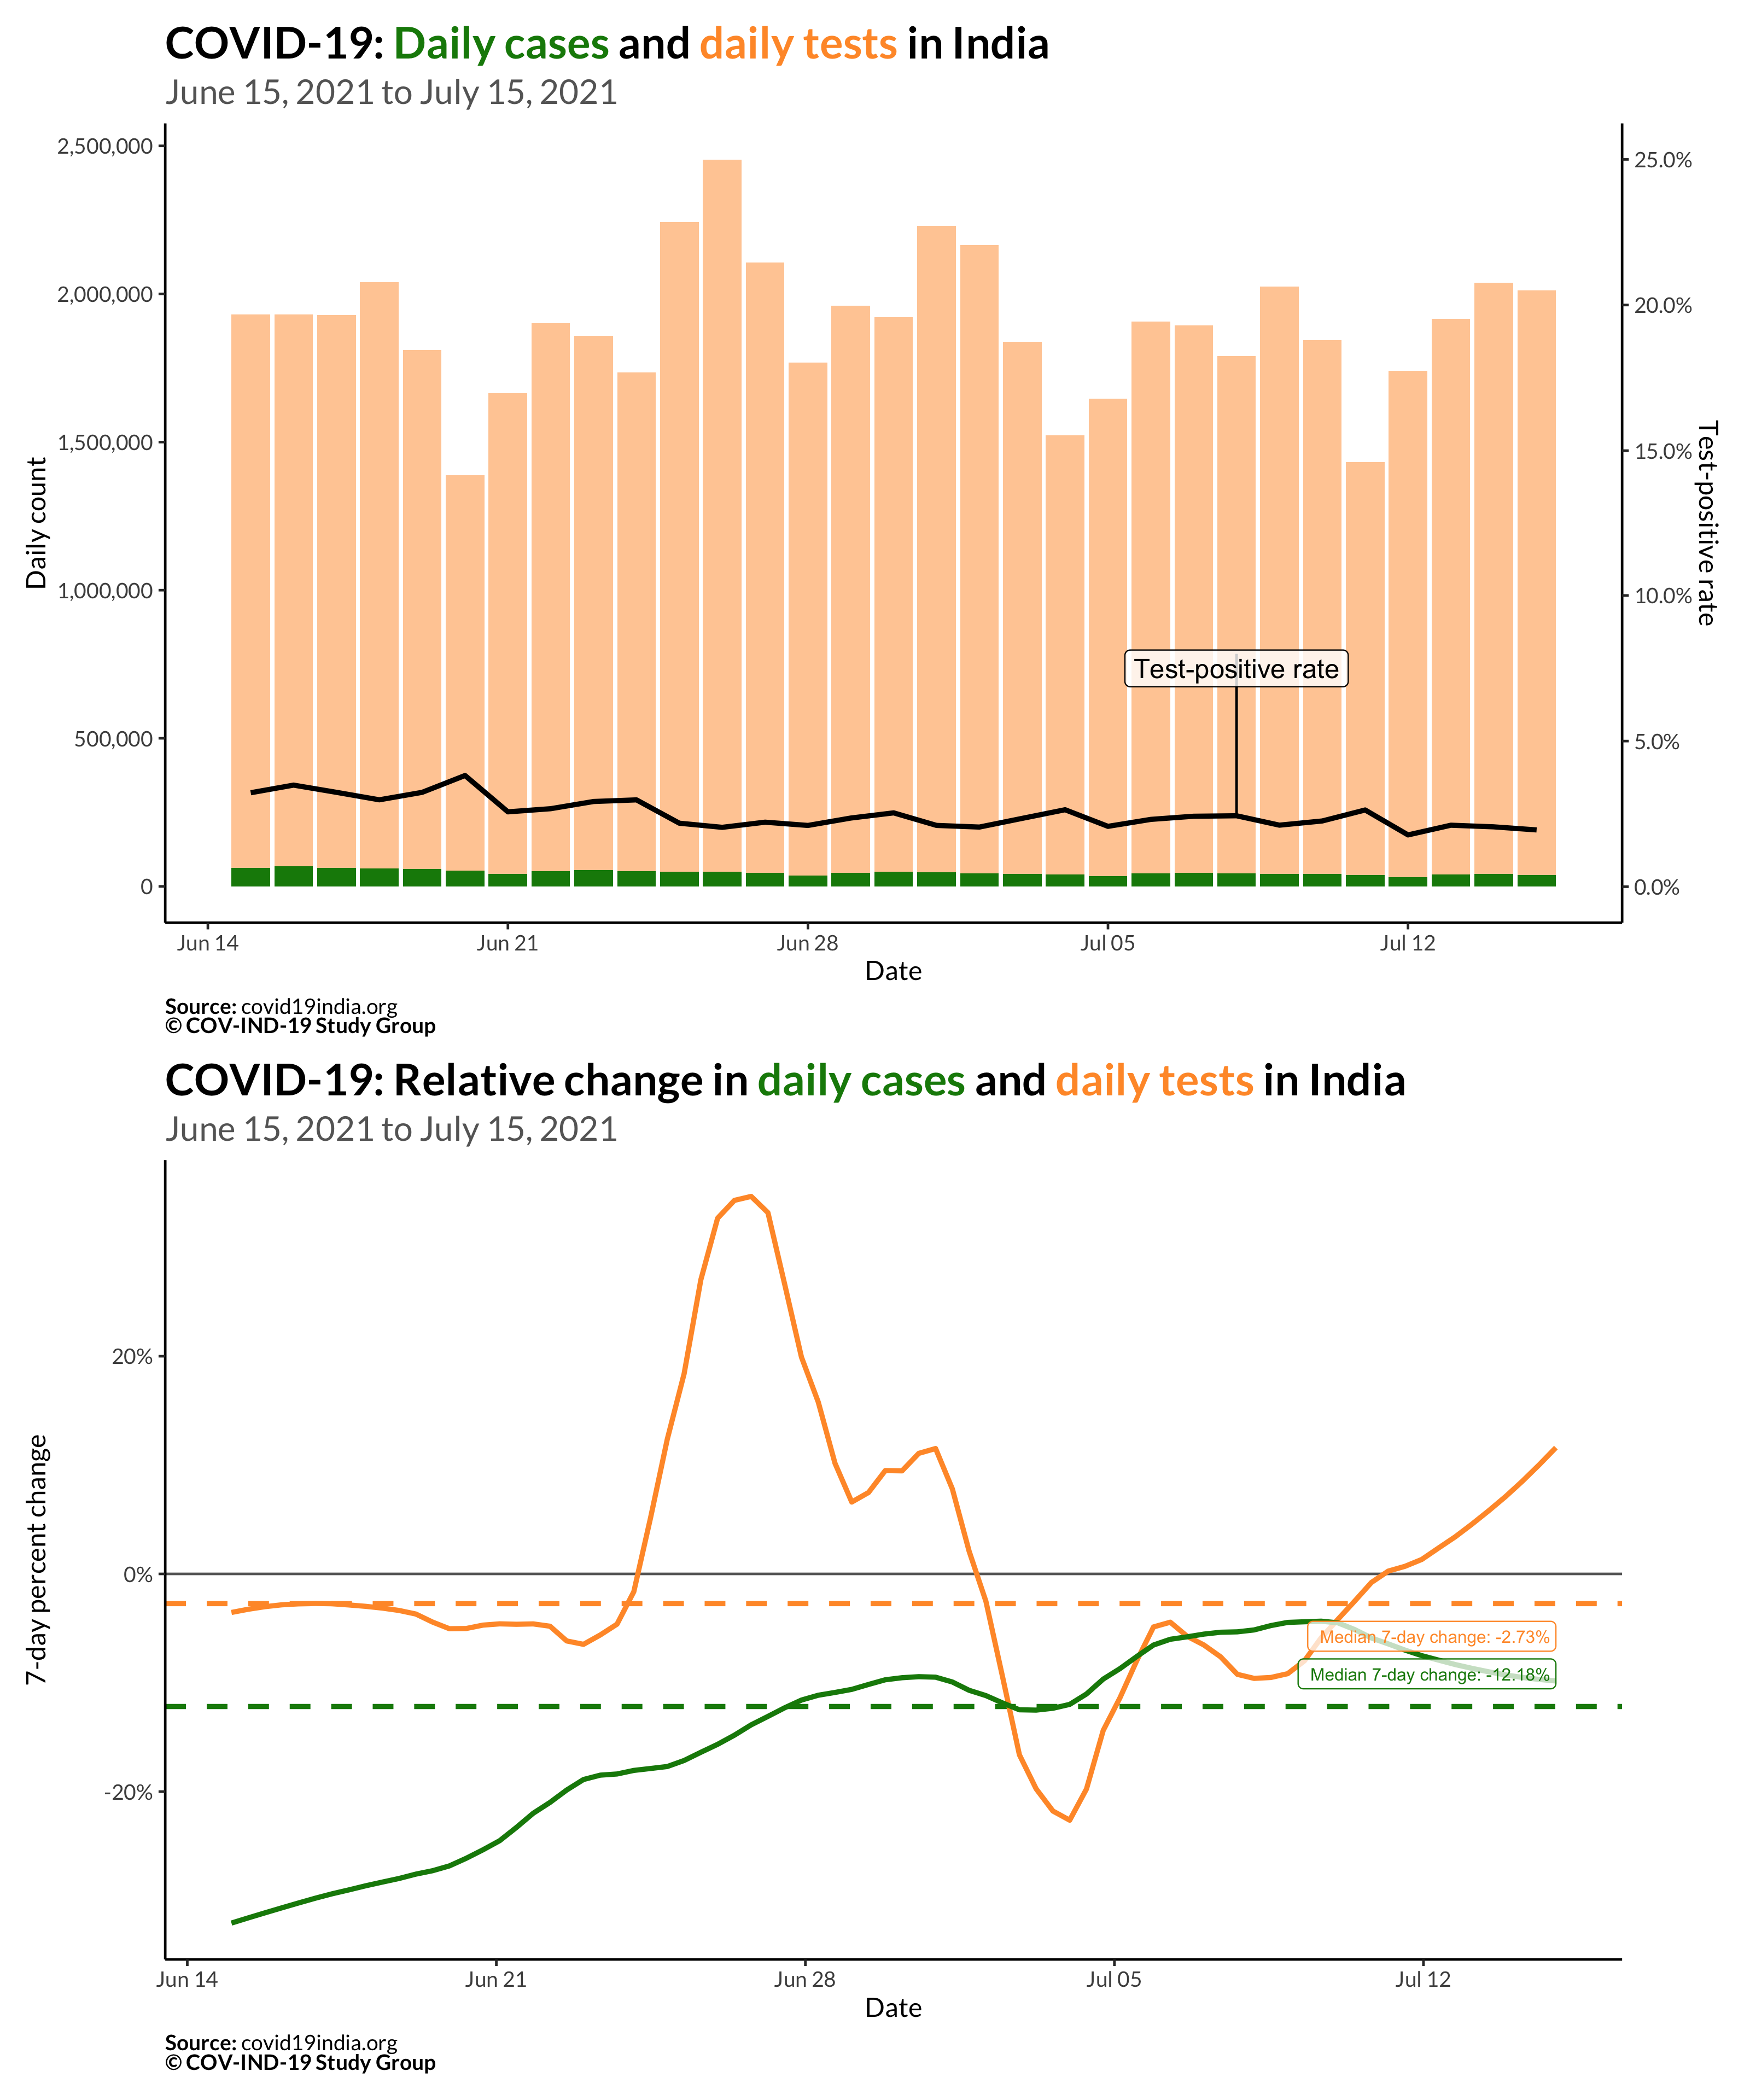 COVID-19: Daily cases and daily tests in India
June 15, 2021 to July 15, 2021
2,500,000
2,000,000
1,500,000
1,000,000
500,000
0
Daily count
25.0%
20.0%
15.0%
10.0%
5.0%
0.0%
Test-positive rate
Test-positive rate
Jun 14
Jun 21
Jun 28
Jul 05
Jul 12
Date
Source: covid19india.org
© COV-IND-19 Study Group
COVID-19: Relative change in daily cases and daily tests in India
June 15, 2021 to July 15, 2021
20%
0%
-20%
7-day percent change
Median 7-day change: -2.73%
Median 7-day change: -12.18%
Jun 14
Jun 21
Jun 28
Jul 05
Jul 12
Date
Source: covid19india.org
© COV-IND-19 Study Group